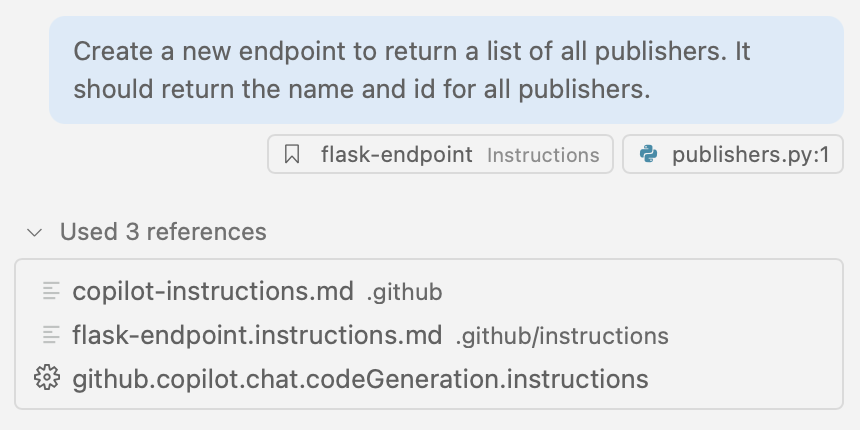 Create a new endpoint to return a list of all publishers. It
should return the name and id for all publishers.
flask-endpoint Instructions publishers.py:1
Used 3 references
copilot-instructions.md .github
flask-endpoint.instructions.md .github/instructions
github.copilot.chat.codeGeneration.instructions